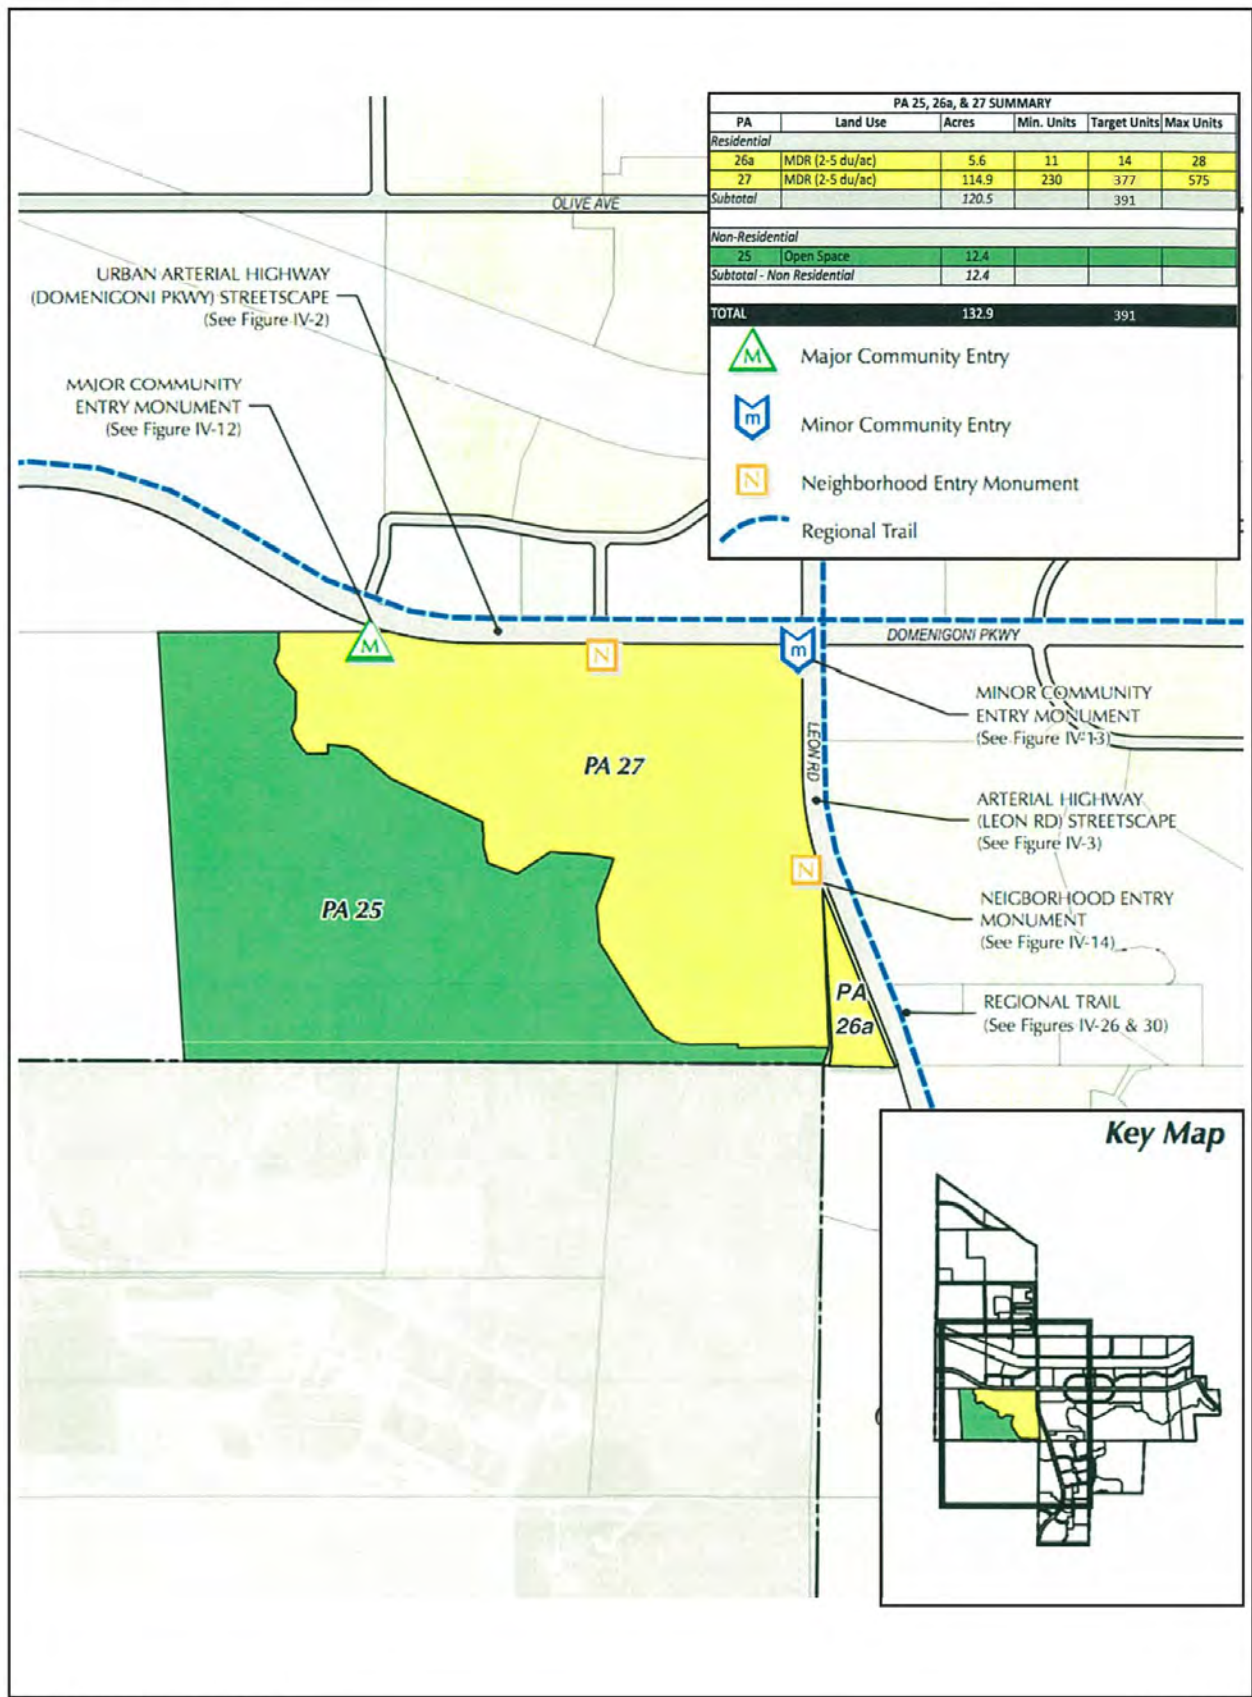 PA 25, 26a, & 27 SUMMARY
PA Land Use Acres Min. Units Target Units Max Units
Residential
26a MDR (2-5 du/ac) 5.6 11 14 28
27 MDR (2-5 du/ac) 114.9 230 377 575
Subtotal 120.5 391
Non-Residential
25 Open Space 12.4
Subtotal - Non Residential 12.4
TOTAL 132.9 391
M Major Community Entry
m Minor Community Entry
N Neighborhood Entry Monument
Regional Trail
OLIVE AVE
URBAN ARTERIAL HIGHWAY
(DOMENIGONI PKWY) STREETSCAPE
(See Figure IV-2)
MAJOR COMMUNITY
ENTRY MONUMENT
(See Figure IV-12)
M
N
m
DOMENIGONI PKWY
LEON RD
MINOR COMMUNITY
ENTRY MONUMENT
(See Figure IV-13)
PA 27
ARTERIAL HIGHWAY
(LEON RD) STREETSCAPE
(See Figure IV-3)
N
NEIGBORHOOD ENTRY
MONUMENT
(See Figure IV-14)
PA 25
PA
26a
REGIONAL TRAIL
(See Figures IV-26 & 30)
Key Map